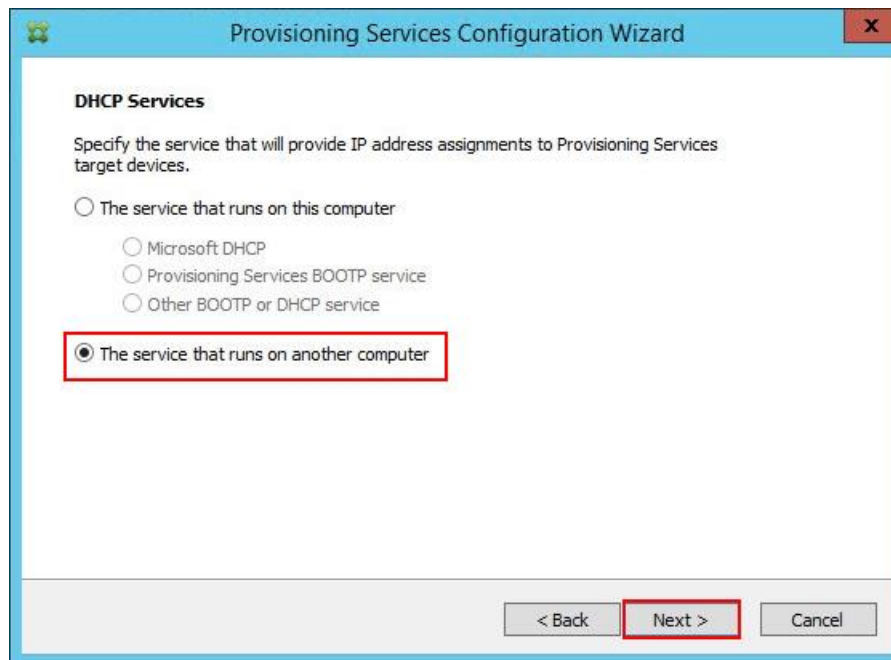 Provisioning Services Configuration Wizard
x
DHCP Services
Specify the service that will provide IP address assignments to Provisioning Services
target devices.
The service that runs on this computer
Microsoft DHCP
Provisioning Services BOOTP service
Other BOOTP or DHCP service
The service that runs on another computer
< Back Next > Cancel